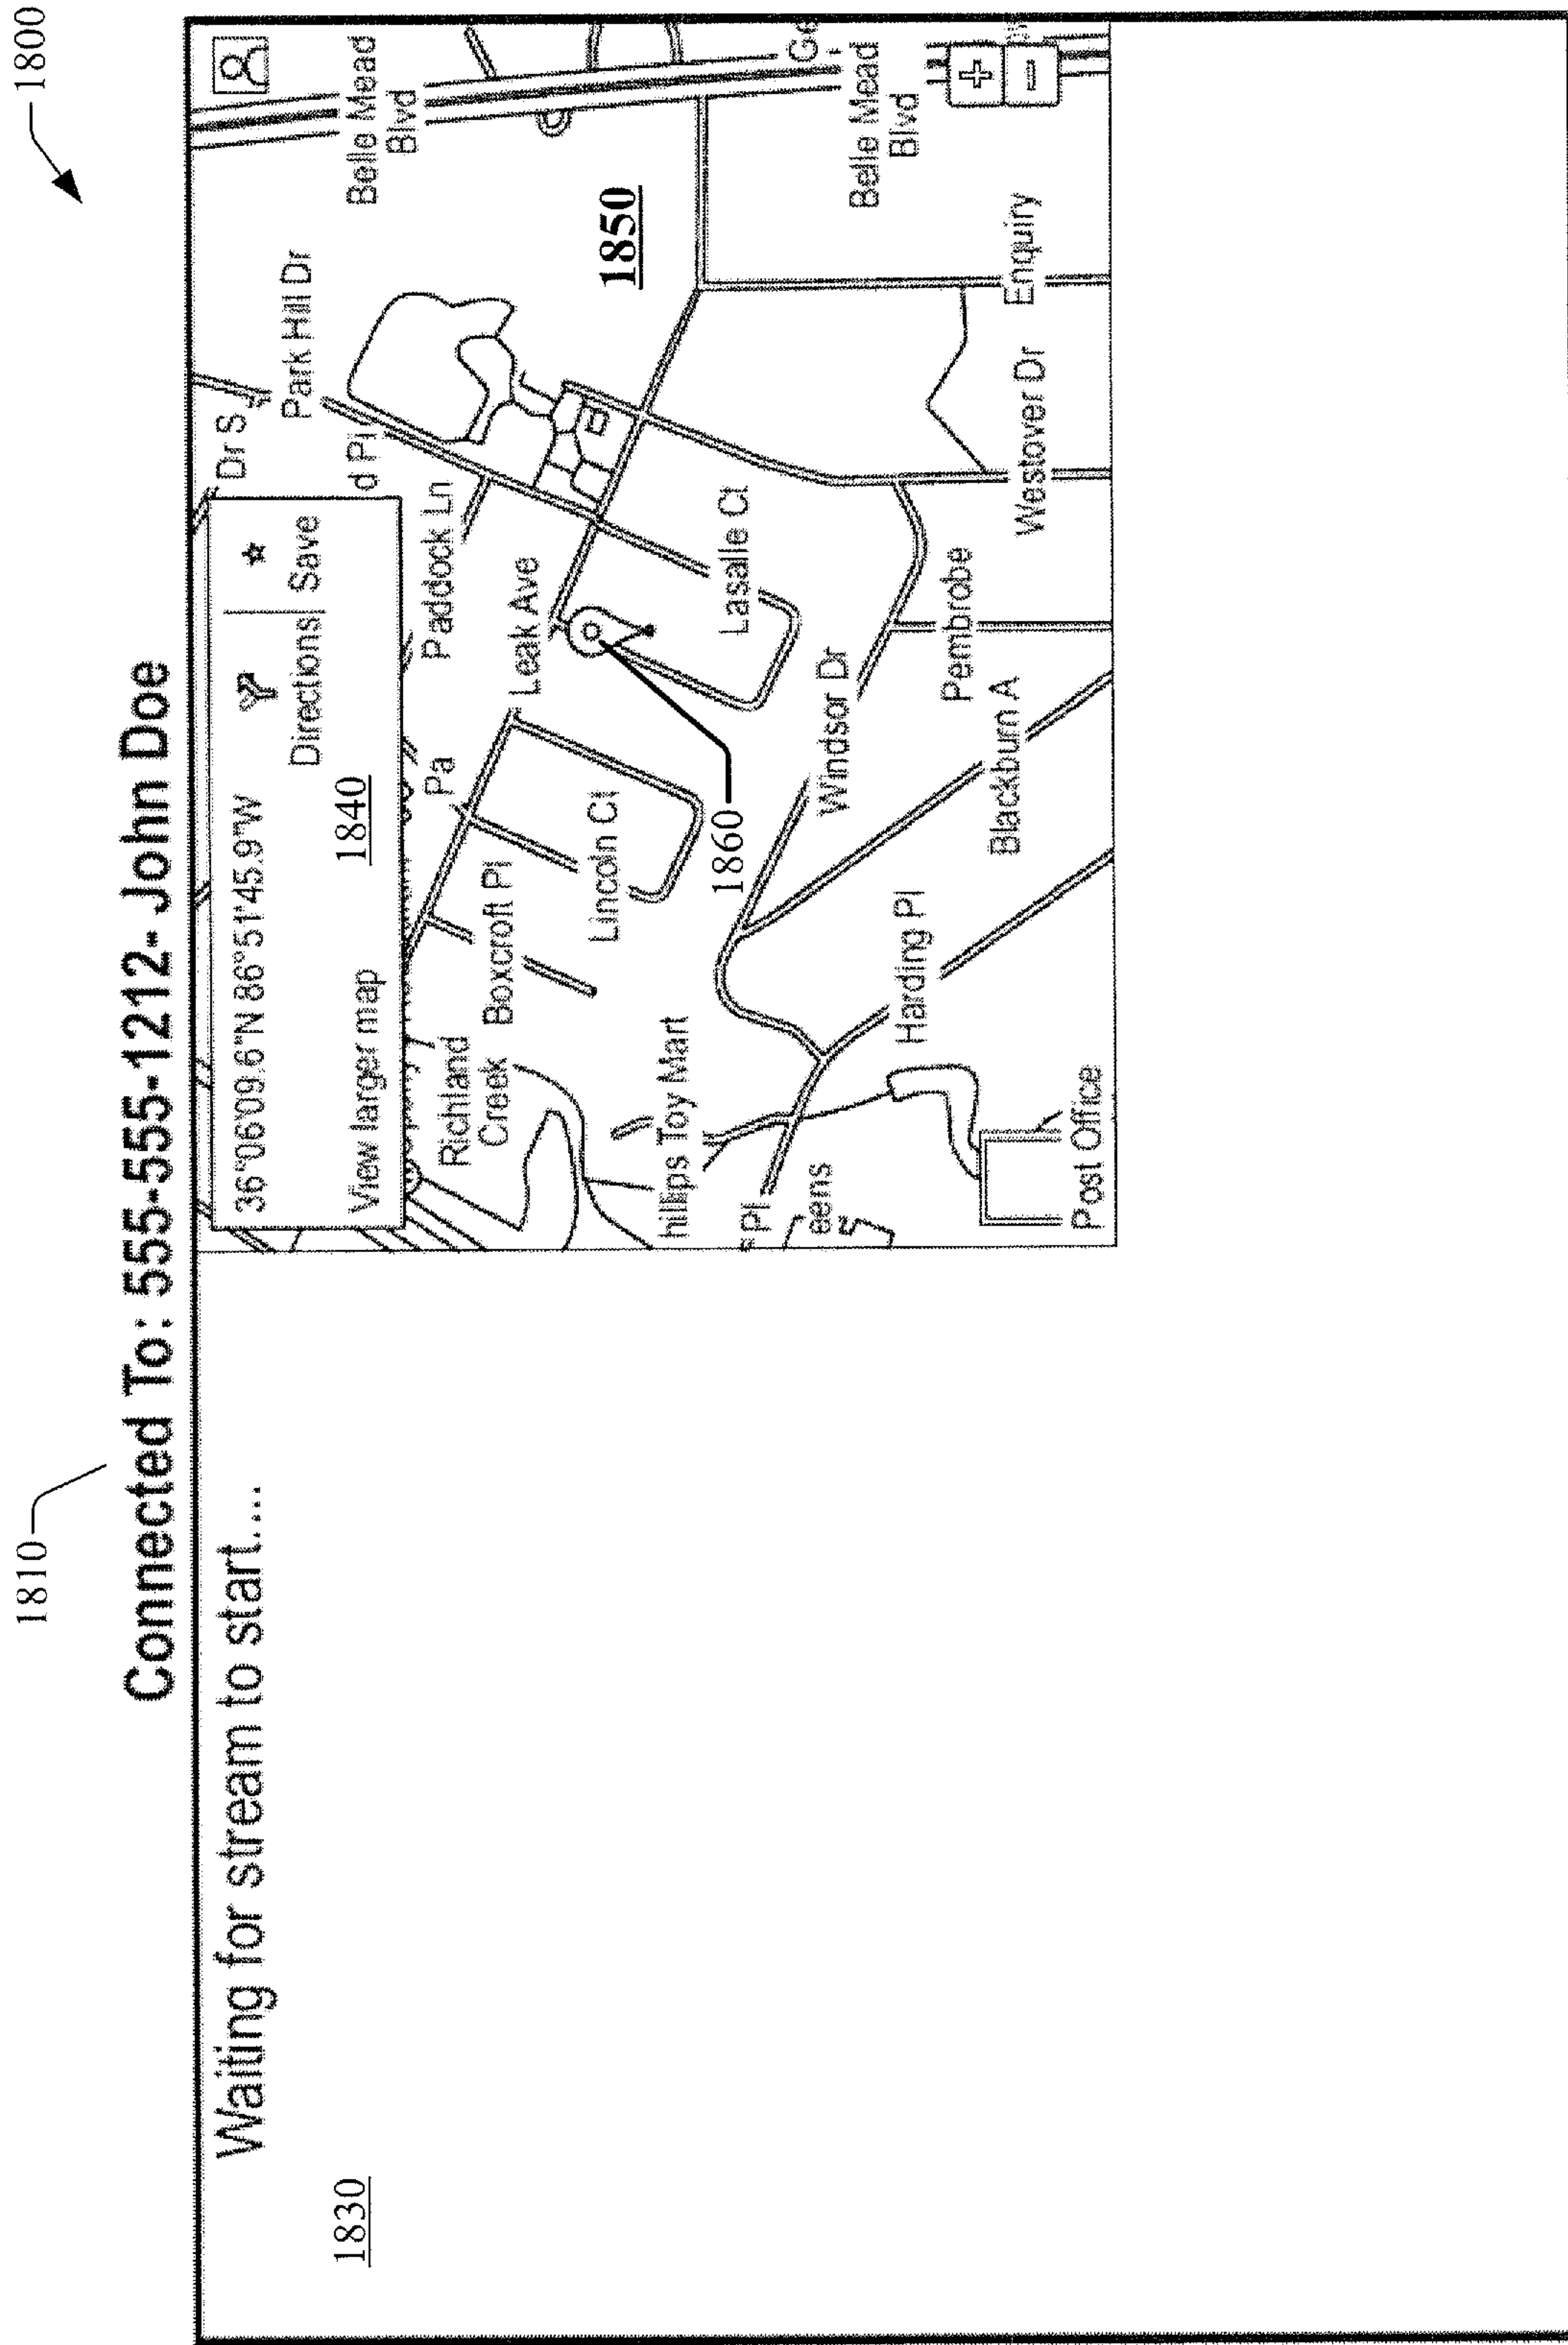 1800
1810
Connected To: 555-555-1212- John Doe
Waiting for stream to start....
1830
36°06'09.6"N 86°51'45.9"W
Directions
Save
View larger map
1840
Dr S
Park Hill Dr
d Pl
Belle Mead
Blvd
Paddock Ln
Pa
Richland
Creek
Boxcroft Pl
Leak Ave
1850
Lincoln Ct
hillips Toy Mart
Lasalle Ct
1860
Pl
eens
Windsor Dr
Ge
Belle Mead
Blvd
Harding Pl
Pembrobe
Blackburn A
Westover Dr
Enquiry
+
-
Post Office